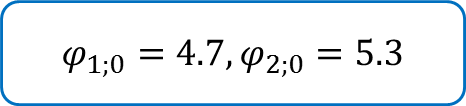 φ₁;₀ = 4.7, φ₂;₀ = 5.3